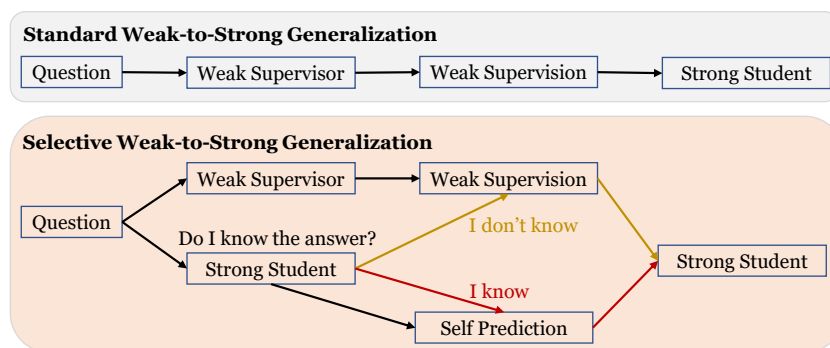 Standard Weak-to-Strong Generalization
Question
Weak Supervisor
Weak Supervision
Strong Student
Selective Weak-to-Strong Generalization
Weak Supervisor
Weak Supervision
Question
Do I know the answer?
I don't know
Strong Student
Strong Student
I know
Self Prediction